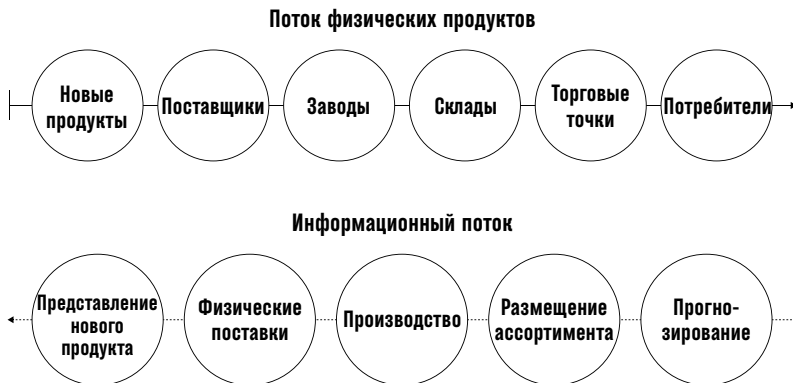 Поток физических продуктов
Новые
продукты
Поставщики
Заводы
Склады
Торговые
точки
Потребители
Информационный поток
Представление
нового
продукта
Физические
поставки
Производство
Размещение
ассортимента
Прогно-
зирование